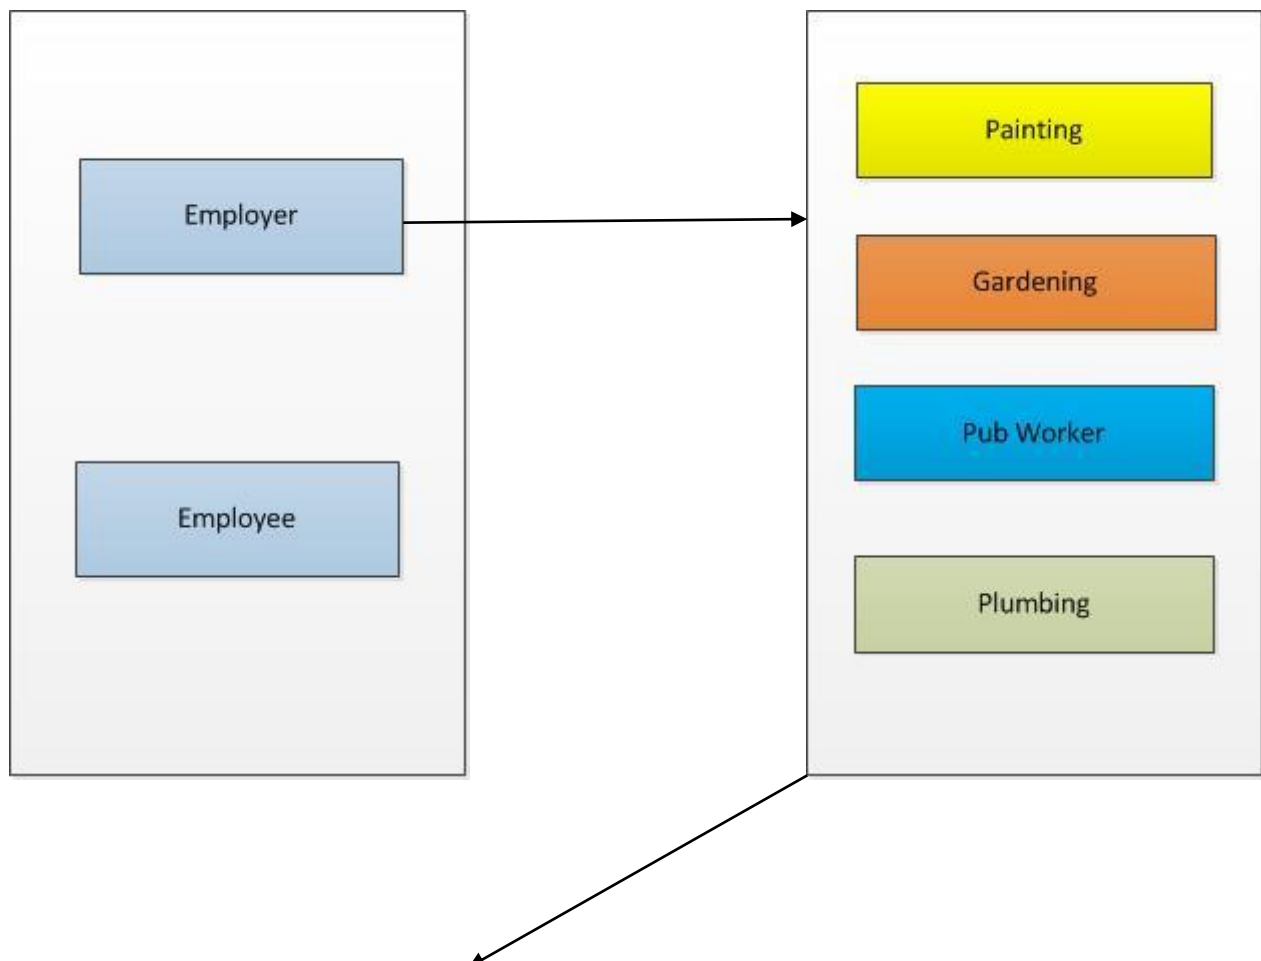 Employer
Employee
Painting
Gardening
Pub Worker
Plumbing